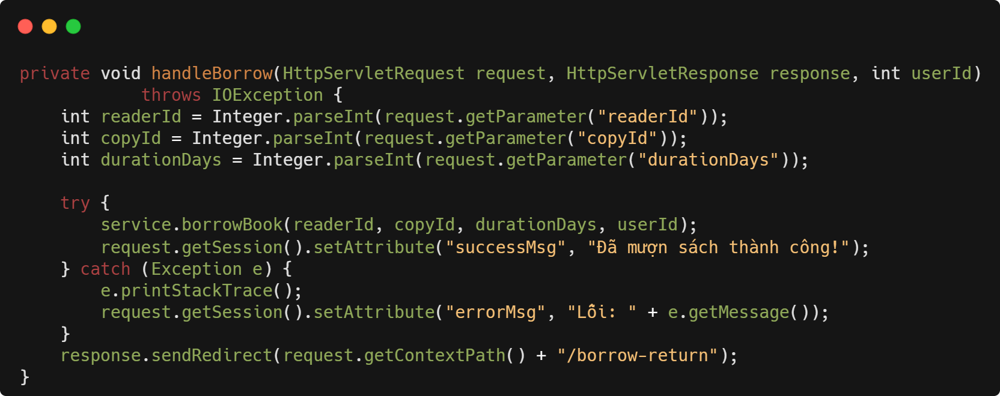 private void handleBorrow(HttpServletRequest request, HttpServletResponse response, int userId)
            throws IOException {
    int readerId = Integer.parseInt(request.getParameter("readerId"));
    int copyId = Integer.parseInt(request.getParameter("copyId"));
    int durationDays = Integer.parseInt(request.getParameter("durationDays"));

    try {
        service.borrowBook(readerId, copyId, durationDays, userId);
        request.getSession().setAttribute("successMsg", "Đã mượn sách thành công!");
    } catch (Exception e) {
        e.printStackTrace();
        request.getSession().setAttribute("errorMsg", "Lỗi: " + e.getMessage());
    }
    response.sendRedirect(request.getContextPath() + "/borrow-return");
}